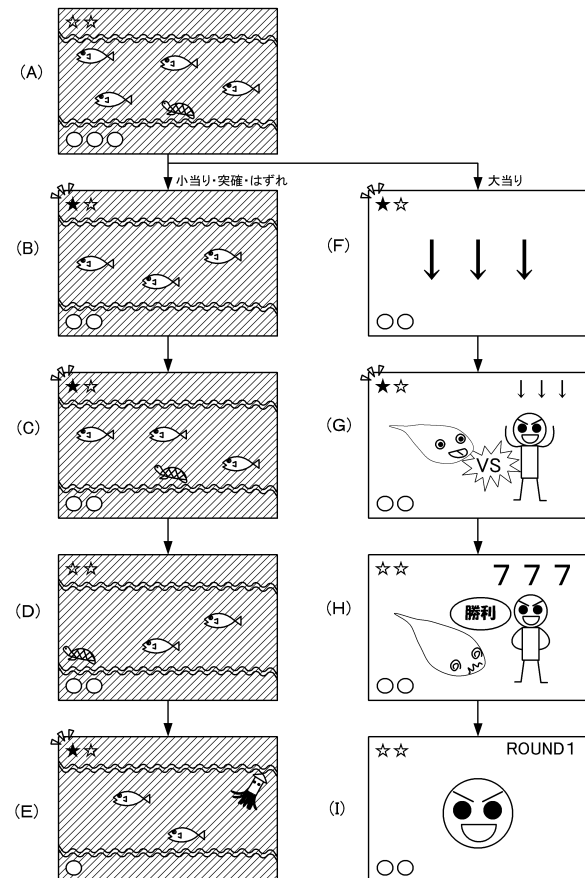 (A)
小当り・突確・はずれ
大当り
(B)
(F)
(C)
(G)
VS
(D)
(H)
7 7 7
勝利
(E)
(I)
ROUND1